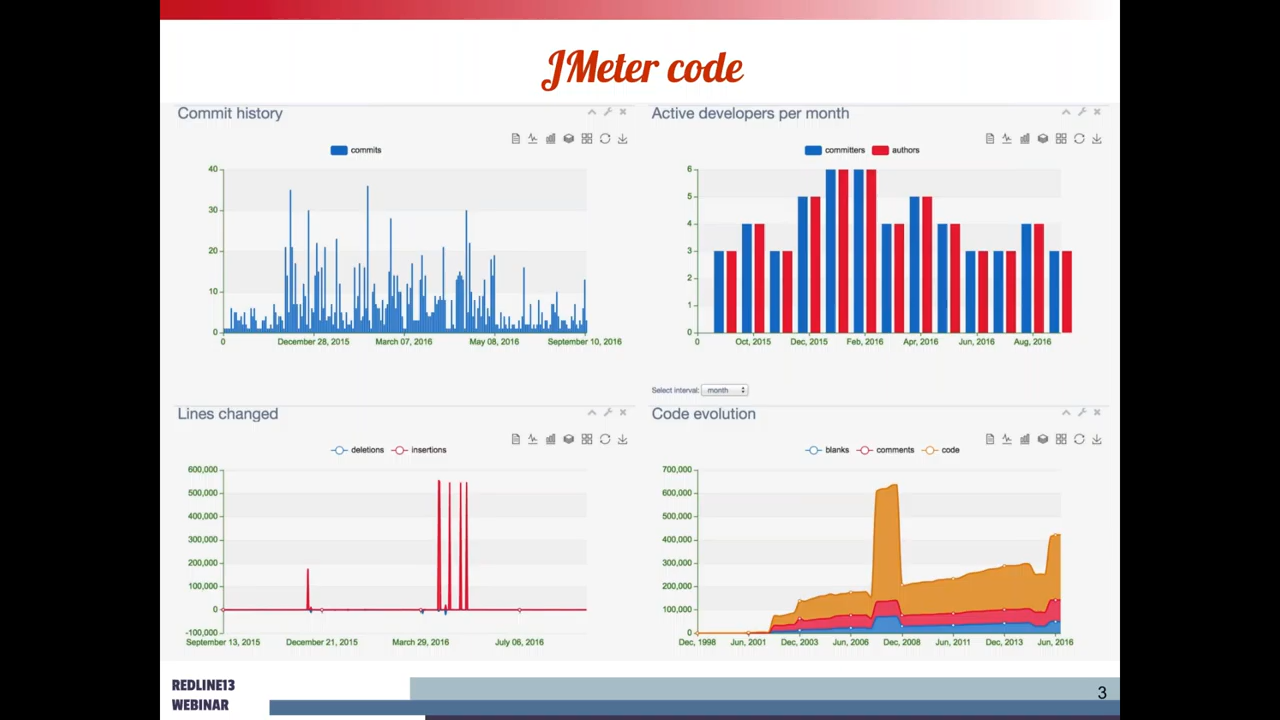 JMeter code
Commit history
commits
40
30
20
10
0
0 December 28, 2015 March 07, 2016 May 08, 2016 September 10, 2016
Active developers per month
committers authors
6
5
4
3
2
1
0
0 Oct, 2015 Dec, 2015 Feb, 2016 Apr, 2016 Jun, 2016 Aug, 2016
Select interval: month
Lines changed
deletions insertions
600,000
500,000
400,000
300,000
200,000
100,000
0
-100,000
September 13, 2015 December 21, 2015 March 29, 2016 July 06, 2016
Code evolution
blanks comments code
700,000
600,000
500,000
400,000
300,000
200,000
100,000
0
Dec, 1998 Jun, 2001 Dec, 2003 Jun, 2006 Dec, 2008 Jun, 2011 Dec, 2013 Jun, 2016
REDLINE13
WEBINAR
3